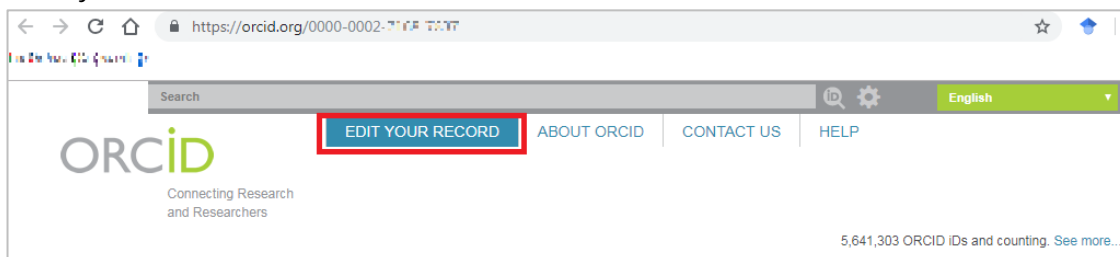 https://orcid.org/0000-0002-
Search
English
EDIT YOUR RECORD
ABOUT ORCID
CONTACT US
HELP
ORCiD
Connecting Research
and Researchers
5,641,303 ORCID iDs and counting. See more...